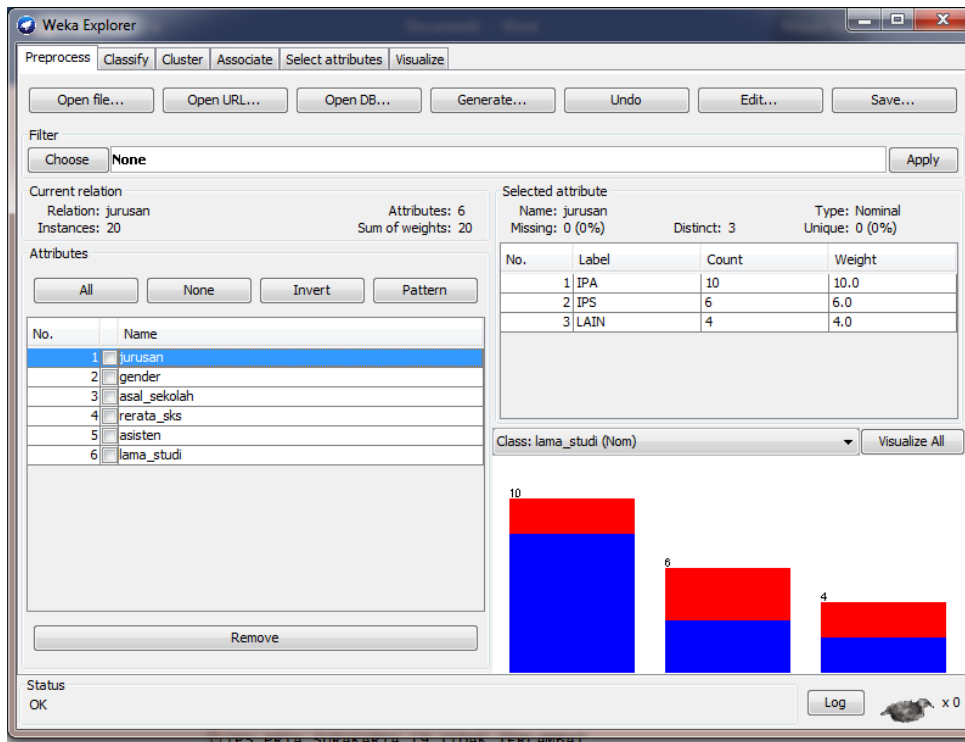 Weka Explorer
Preprocess Classify Cluster Associate Select attributes Visualize
Open file... Open URL... Open DB... Generate... Undo Edit... Save...
Filter
Choose None Apply
Current relation
Relation: jurusan Attributes: 6
Instances: 20 Sum of weights: 20
Selected attribute
Name: jurusan Type: Nominal
Missing: 0 (0%) Distinct: 3 Unique: 0 (0%)
Attributes
All None Invert Pattern
No. Name
1 jurusan
2 gender
3 asal_sekolah
4 rerata_sks
5 asisten
6 lama_studi
Remove
No. Label Count Weight
1 IPA 10 10.0
2 IPS 6 6.0
3 LAIN 4 4.0
Class: lama_studi (Nom) Visualize All
10
6
4
Status
OK
Log x 0